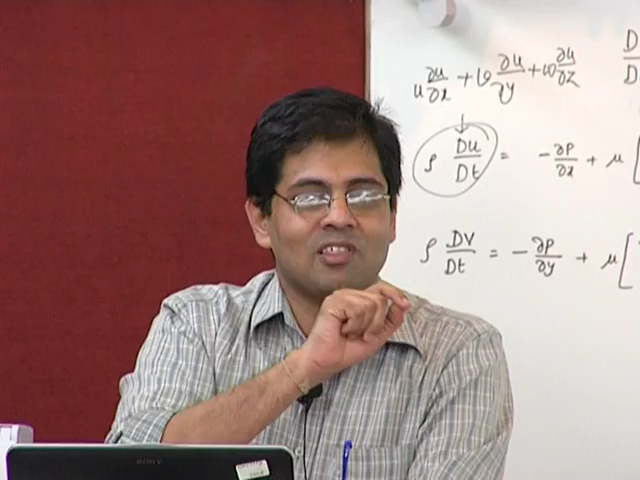 u ∂u/∂x + v ∂u/∂y + w ∂u/∂z
D
D
ρ Du/Dt = -∂p/∂x + μ [
ρ Dv/Dt = -∂p/∂y + μ [
SONY